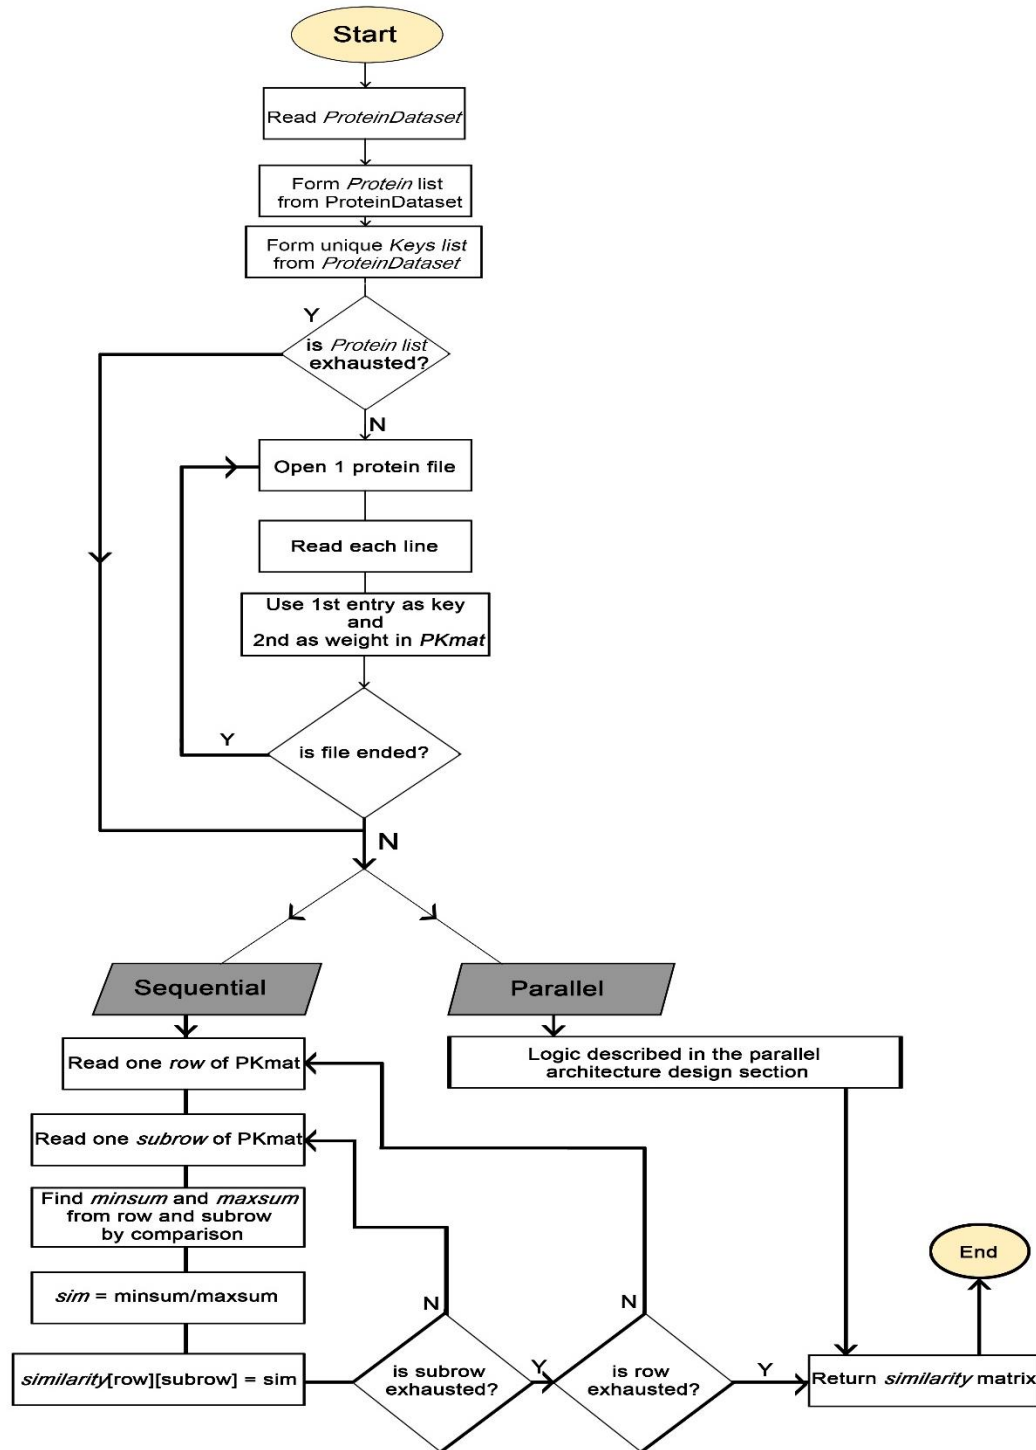 Start
Read ProteinDataset
Form Protein list
from ProteinDataset
Form unique Keys list
from ProteinDataset
Y
is Protein list
exhausted?
N
Open 1 protein file
Read each line
Use 1st entry as key
and
2nd as weight in PKmat
Y
is file ended?
N
Sequential
Parallel
Read one row of PKmat
Logic described in the parallel
architecture design section
Read one subrow of PKmat
Find minsum and maxsum
from row and subrow
by comparison
End
sim = minsum/maxsum
N
N
similarity[row][subrow] = sim
is subrow
exhausted?
Y
is row
exhausted?
Y
Return similarity matrix